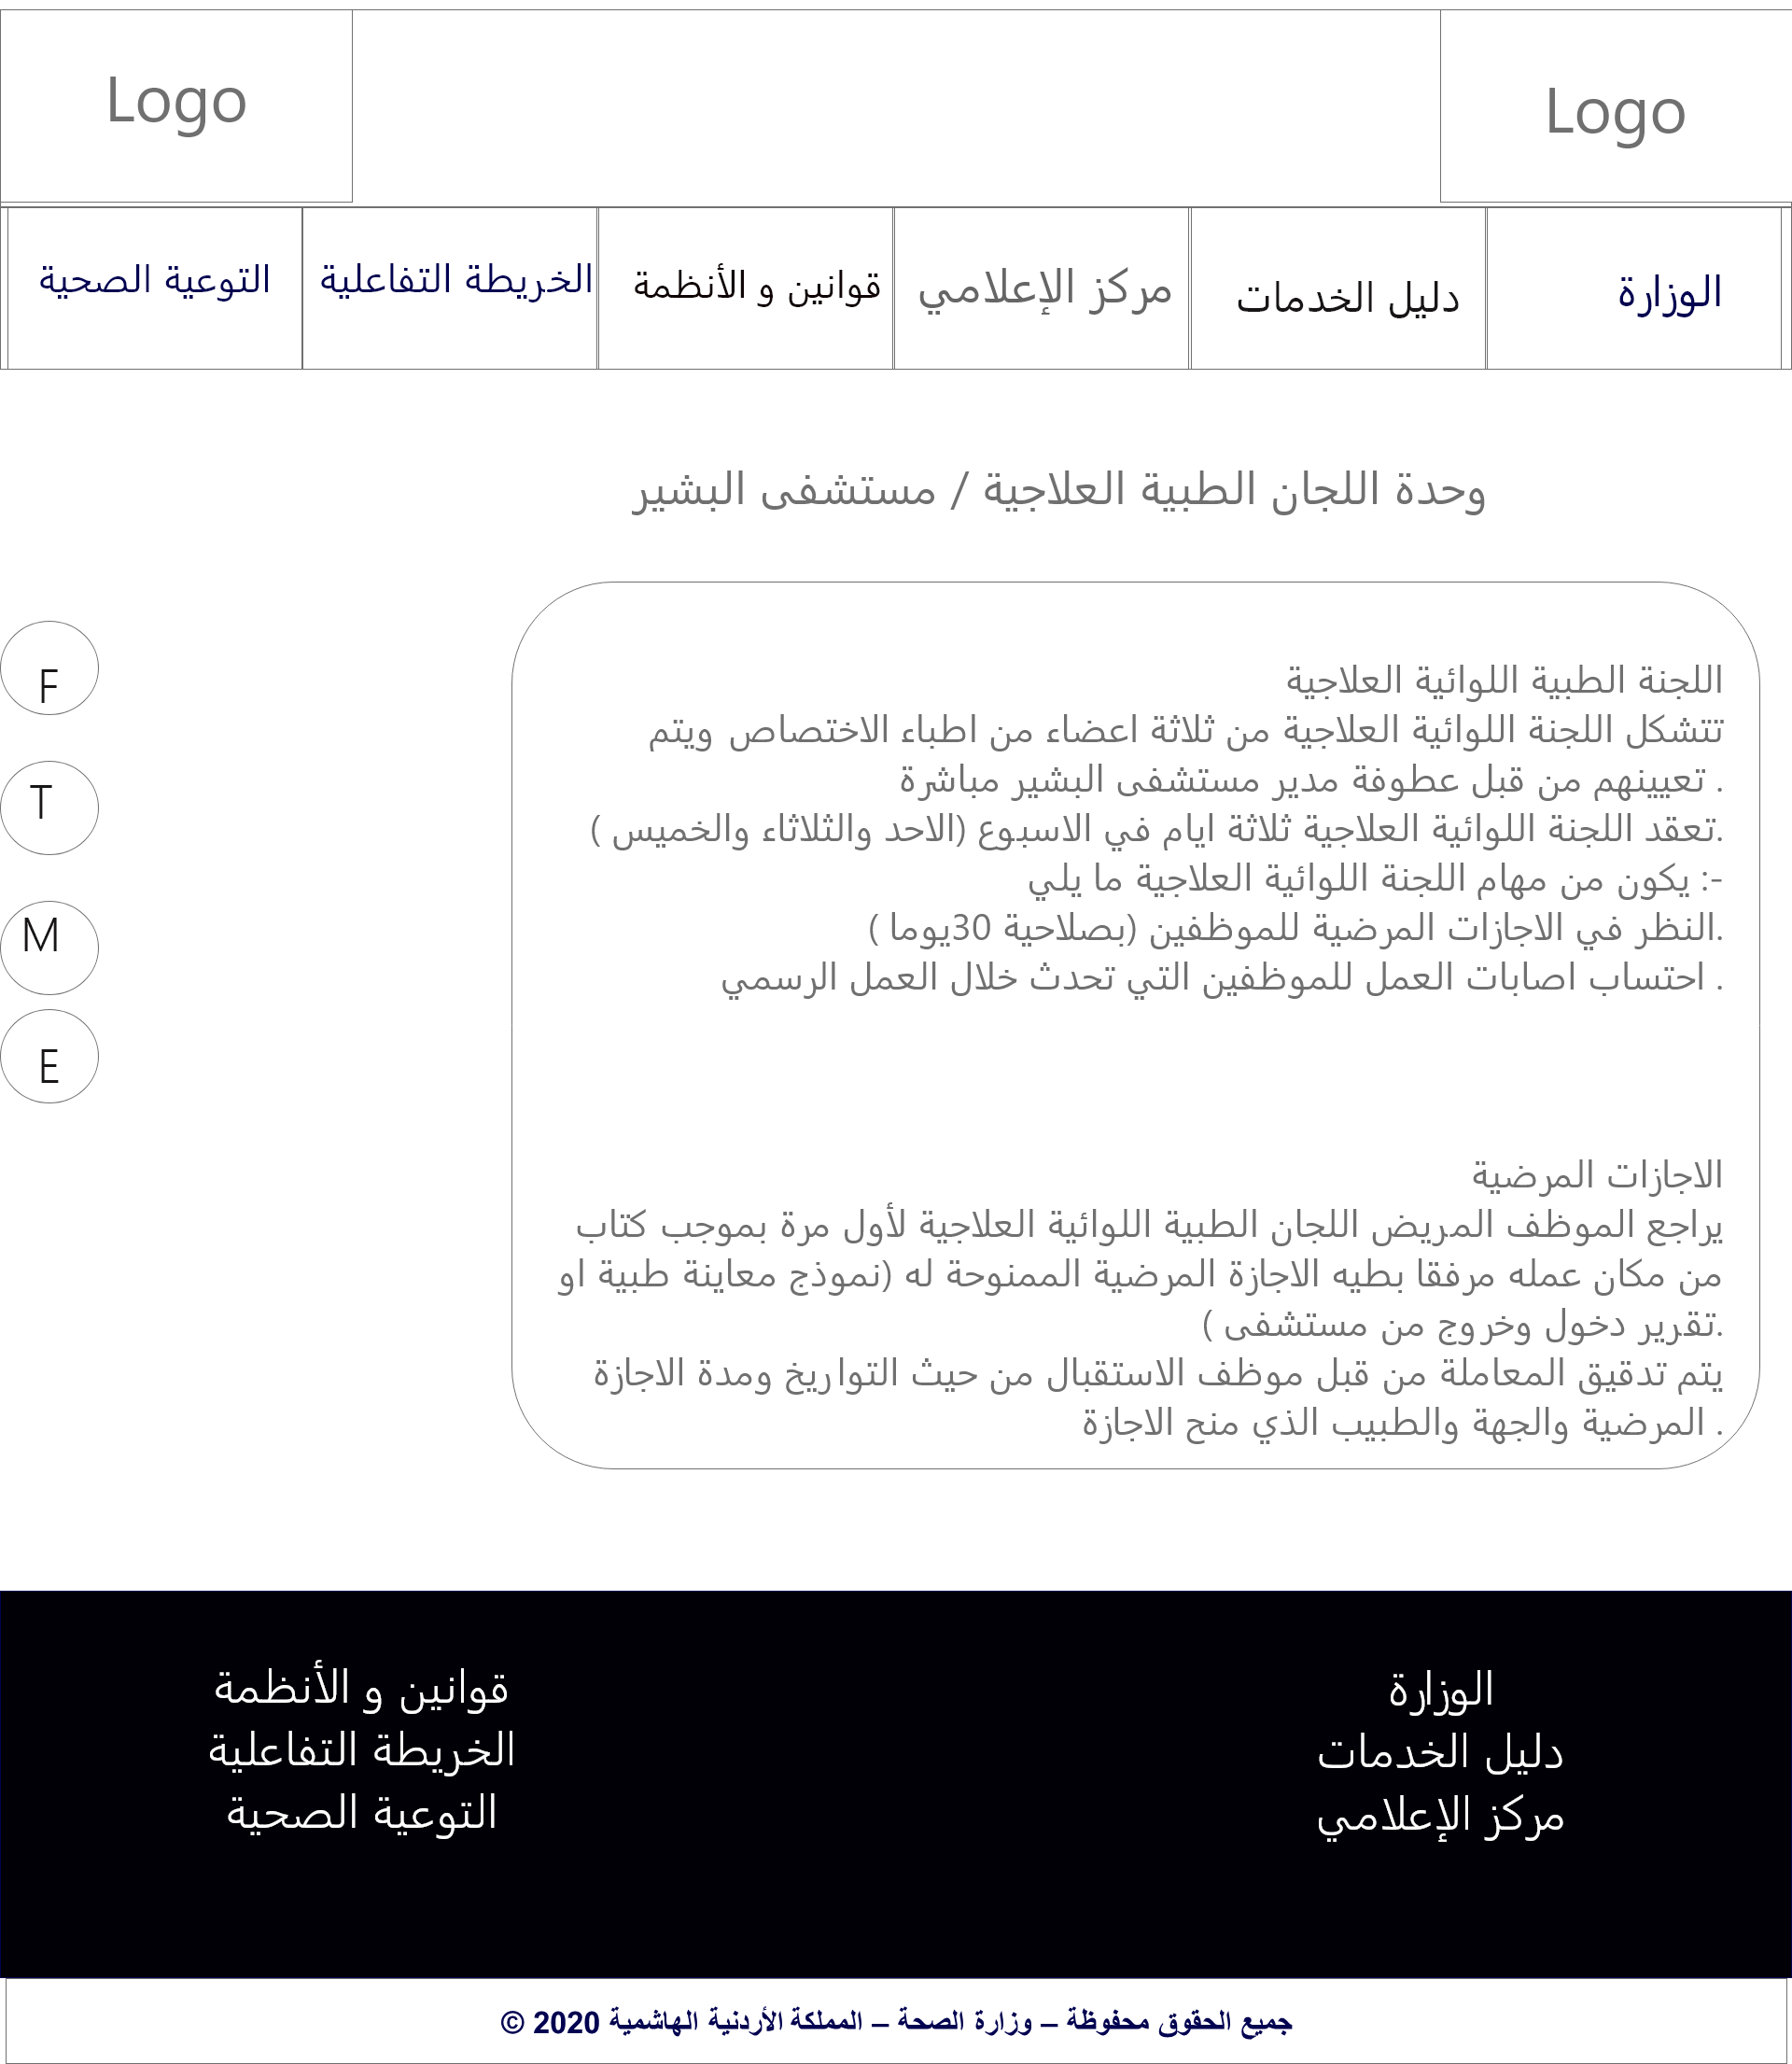 Logo
Logo
الوزارة
دليل الخدمات
مركز الإعلامي
قوانين و الأنظمة
الخريطة التفاعلية
التوعية الصحية
وحدة اللجان الطبية العلاجية / مستشفى البشير
اللجنة الطبية اللوائية العلاجية
تتشكل اللجنة اللوائية العلاجية من ثلاثة اعضاء من اطباء الاختصاص ويتم
. تعيينهم من قبل عطوفة مدير مستشفى البشير مباشرة
.تعقد اللجنة اللوائية العلاجية ثلاثة ايام في الاسبوع (الاحد والثلاثاء والخميس )
-: يكون من مهام اللجنة اللوائية العلاجية ما يلي
.النظر في الاجازات المرضية للموظفين (بصلاحية 30يوما )
. احتساب اصابات العمل للموظفين التي تحدث خلال العمل الرسمي
الاجازات المرضية
يراجع الموظف المريض اللجان الطبية اللوائية العلاجية لأول مرة بموجب كتاب
من مكان عمله مرفقا بطيه الاجازة المرضية الممنوحة له (نموذج معاينة طبية او
.تقرير دخول وخروج من مستشفى )
يتم تدقيق المعاملة من قبل موظف الاستقبال من حيث التواريخ ومدة الاجازة
. المرضية والجهة والطبيب الذي منح الاجازة
F
T
M
E
الوزارة
دليل الخدمات
مركز الإعلامي
قوانين و الأنظمة
الخريطة التفاعلية
التوعية الصحية
جميع الحقوق محفوظة – وزارة الصحة – المملكة الأردنية الهاشمية 2020 ©